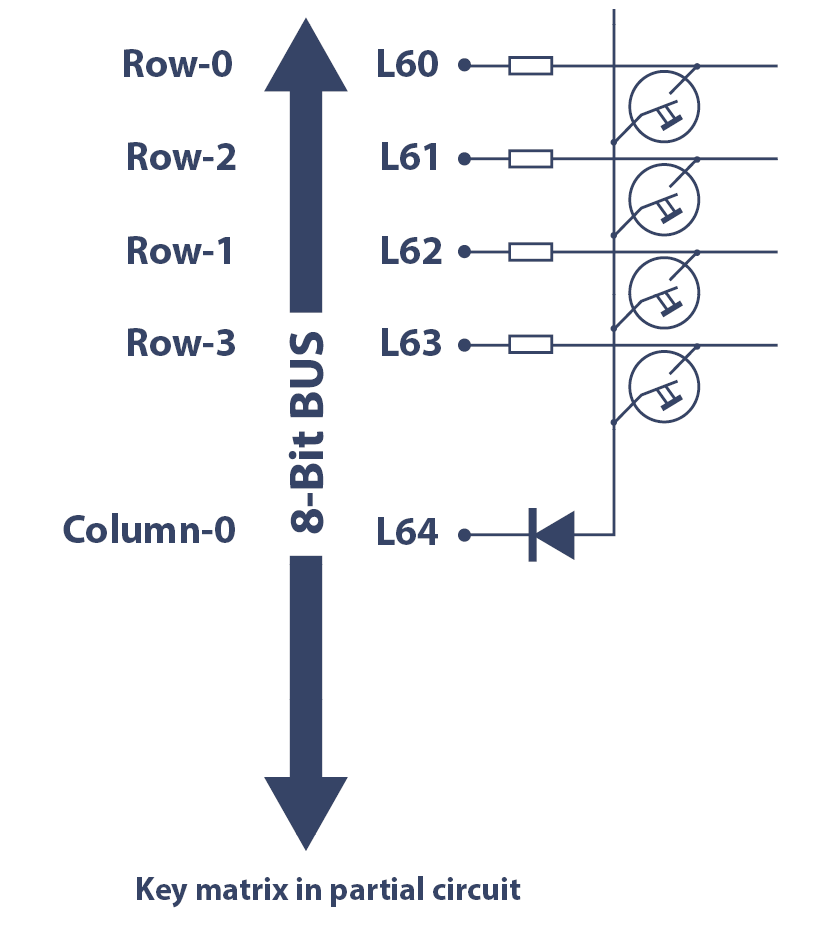 Row-0 L60
Row-2 L61
Row-1 L62
Row-3 L63
8-Bit BUS
Column-0 L64
Key matrix in partial circuit